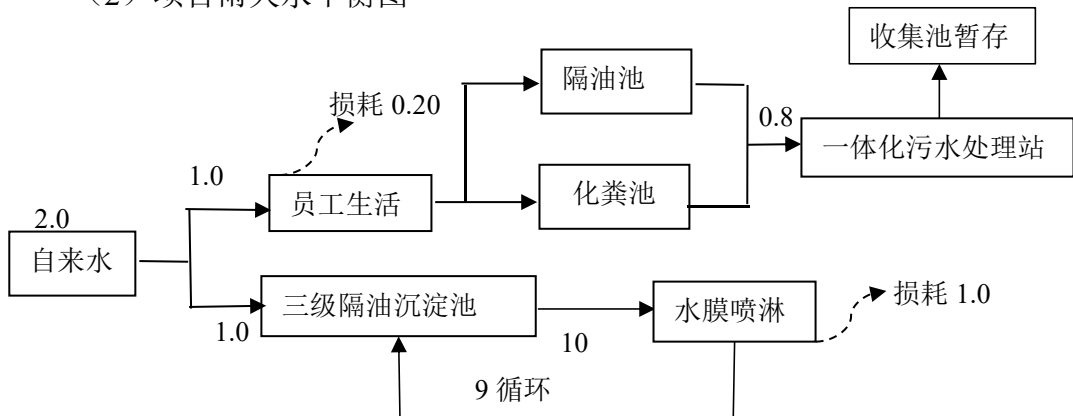 （2）项目雨天水平衡图
收集池暂存
隔油池
损耗 0.20
0.8
一体化污水处理站
1.0
员工生活
化粪池
2.0
自来水
三级隔油沉淀池
水膜喷淋
损耗 1.0
1.0
10
9 循环